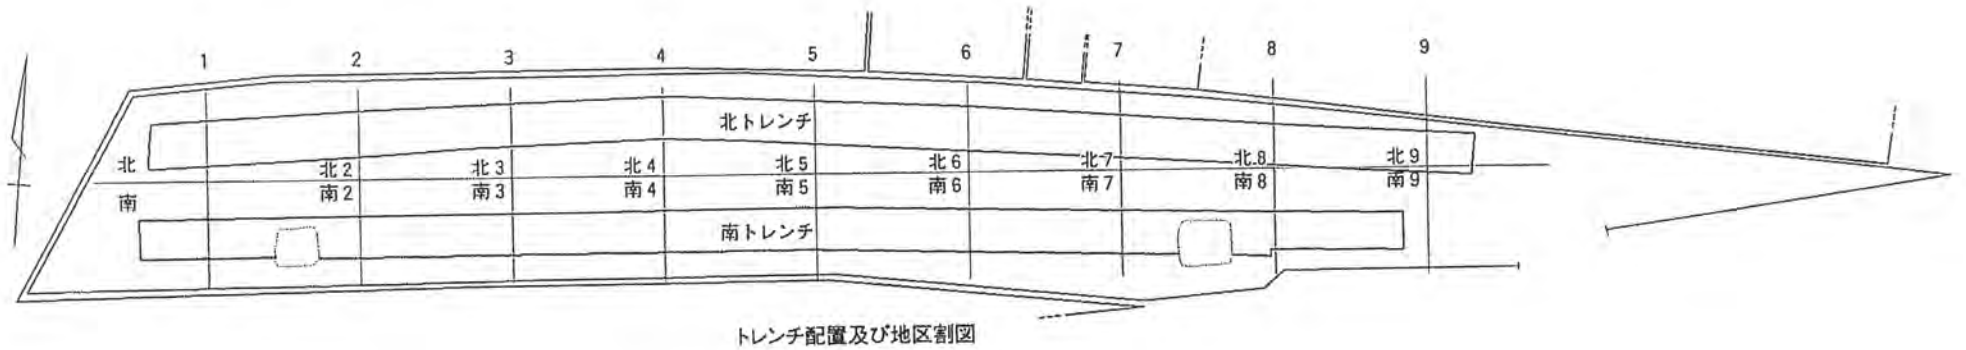 1 2 3 4 5 6 7 8 9
北トレンチ
北 北2 北3 北4 北5 北6 北7 北8 北9
南 南2 南3 南4 南5 南6 南7 南8 南9
南トレンチ
トレンチ配置及び地区割図